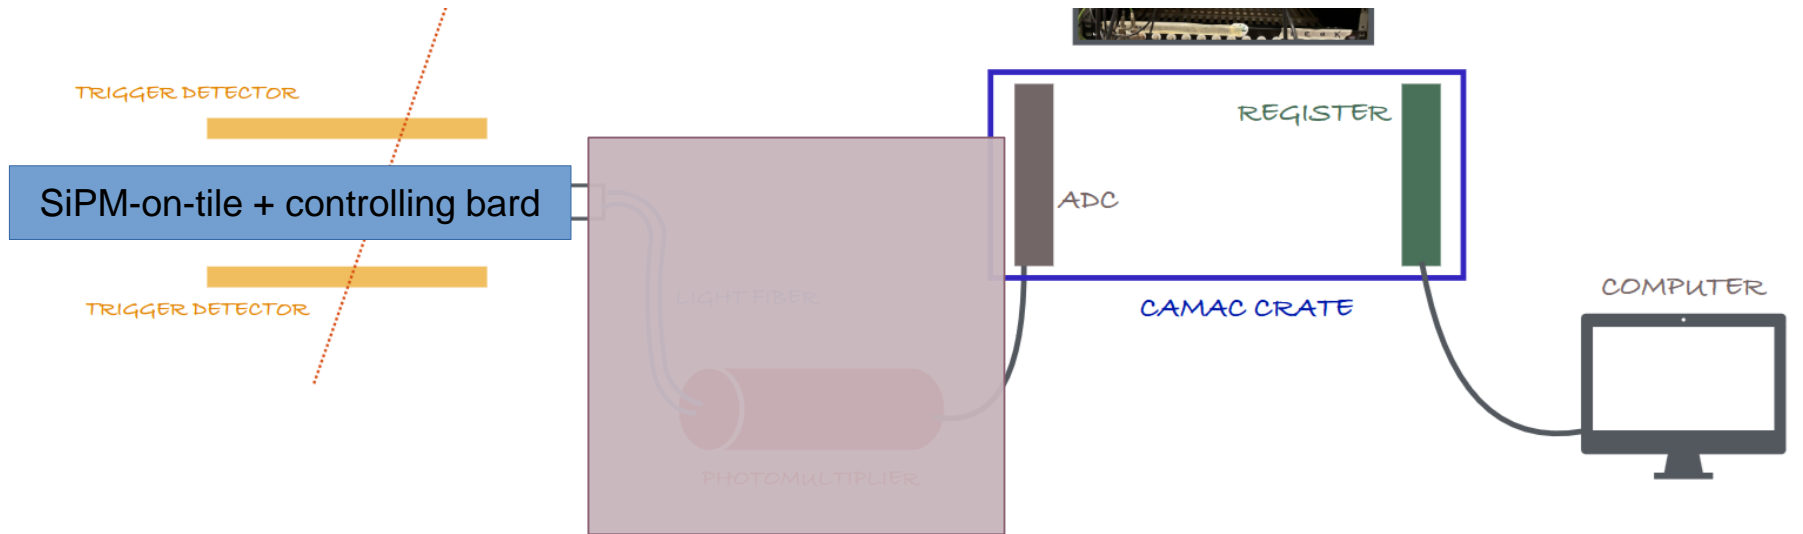 TRIGGER DETECTOR
REGISTER
SiPM-on-tile + controlling bard
ADC
TRIGGER DETECTOR
LIGHT FIBER
CAMAC CRATE
COMPUTER
PHOTOMULTIPLIER